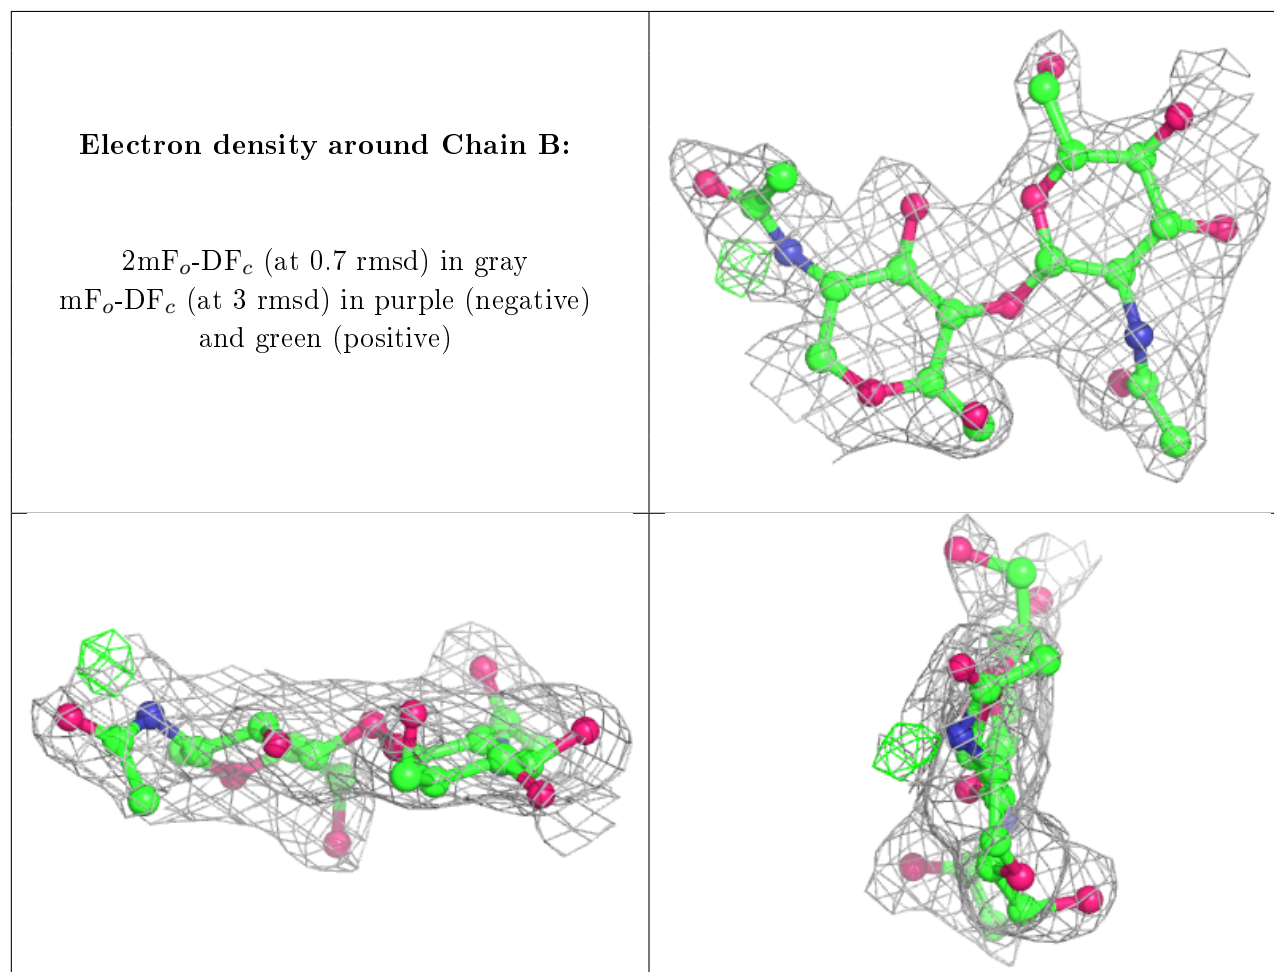 Electron density around Chain B:
2mFo-DFc (at 0.7 rmsd) in gray
mFo-DFc (at 3 rmsd) in purple (negative)
and green (positive)